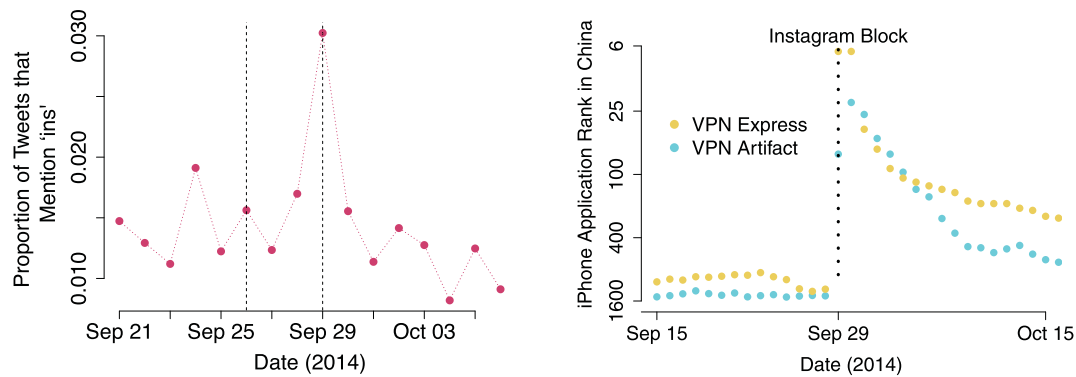 Proportion of Tweets that
Mention ‘ins’
0.030
0.020
0.010
Sep 21
Sep 25
Sep 29
Oct 03
Date (2014)
Instagram Block
iPhone Application Rank in China
6
25
100
400
1600
VPN Express
VPN Artifact
Sep 15
Sep 29
Oct 15
Date (2014)